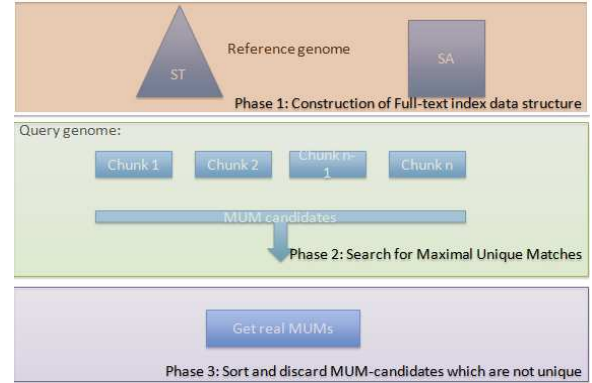 Reference genome
ST
SA
Phase 1: Construction of Full-text index data structure
Query genome:
Chunk 1
Chunk 2
Chunk n-
1
Chunk n
MUM candidates
Phase 2: Search for Maximal Unique Matches
Get real MUMs
Phase 3: Sort and discard MUM-candidates which are not unique